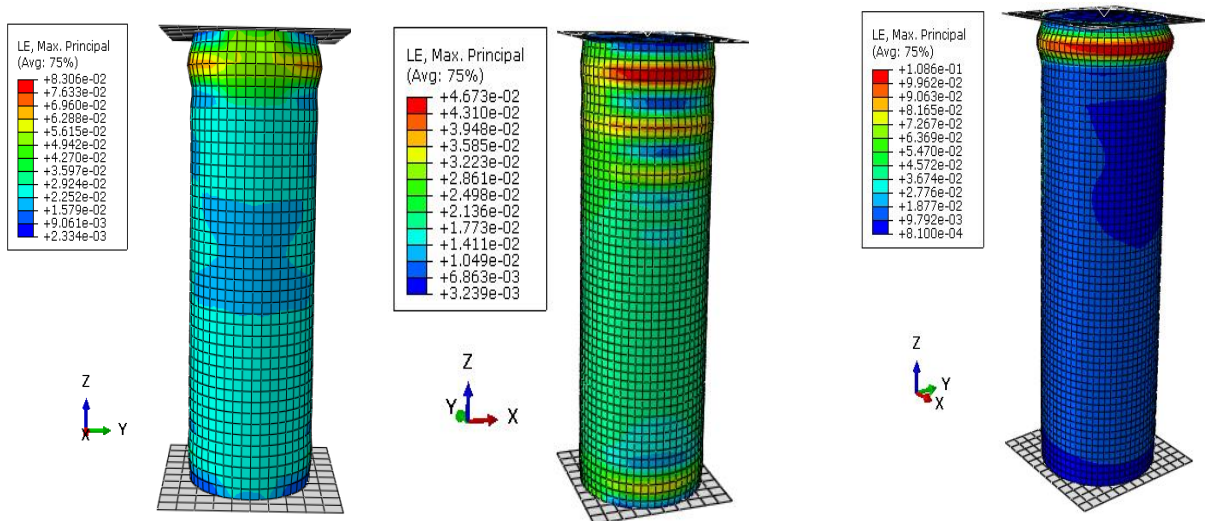 LE, Max. Principal
(Avg: 75%)
+8.306e-02
+7.633e-02
+6.960e-02
+6.288e-02
+5.615e-02
+4.942e-02
+4.270e-02
+3.597e-02
+2.924e-02
+2.252e-02
+1.579e-02
+9.061e-03
+2.334e-03
Z
X
Y
LE, Max. Principal
(Avg: 75%)
+4.673e-02
+4.310e-02
+3.948e-02
+3.585e-02
+3.223e-02
+2.861e-02
+2.498e-02
+2.136e-02
+1.773e-02
+1.411e-02
+1.049e-02
+6.863e-03
+3.239e-03
Z
Y
X
LE, Max. Principal
(Avg: 75%)
+1.086e-01
+9.962e-02
+9.063e-02
+8.165e-02
+7.267e-02
+6.369e-02
+5.470e-02
+4.572e-02
+3.674e-02
+2.776e-02
+1.877e-02
+9.792e-03
+8.100e-04
Z
Y
X